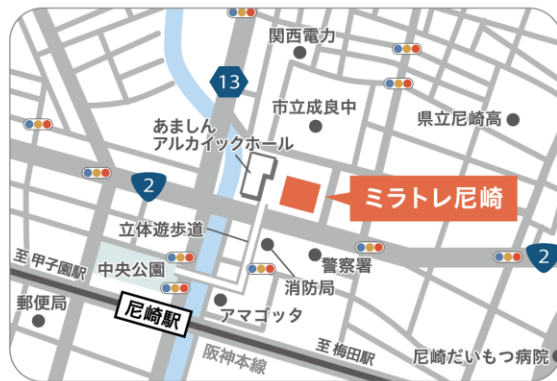 関西電力
13
市立成良中
県立尼崎高
あましん
アルカイックホール
2
ミラトレ尼崎
立体遊歩道
至 甲子園駅
中央公園
警察署
2
消防局
郵便局
尼崎駅
アマゴッタ
阪神本線
至 梅田駅
尼崎だいもつ病院